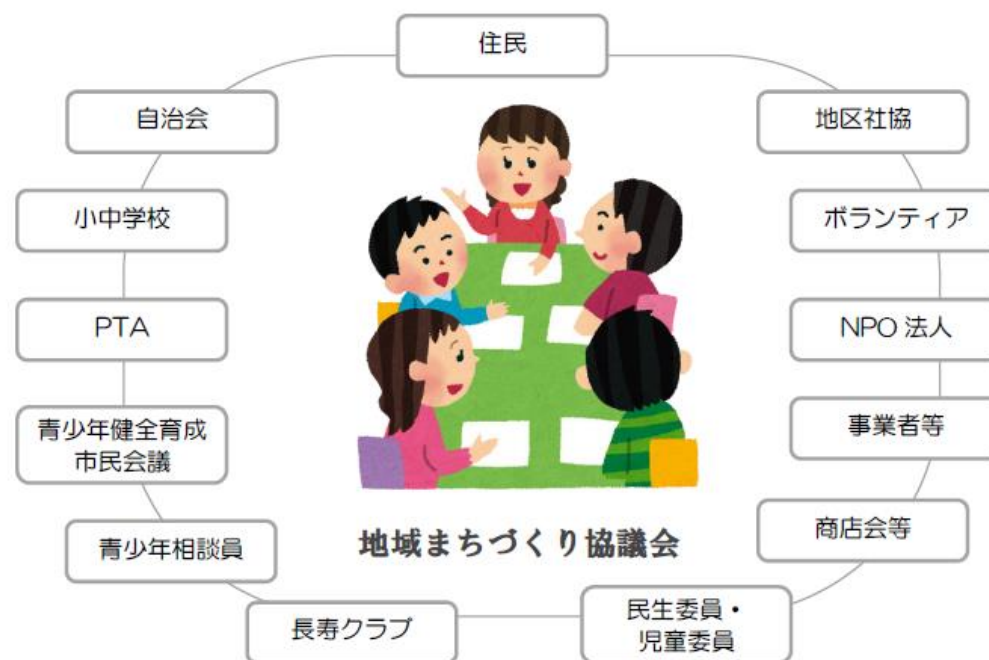 住民
自治会
地区社協
小中学校
ボランティア
PTA
NPO 法人
青少年健全育成
市民会議
事業者等
青少年相談員
商店会等
地域まちづくり協議会
長寿クラブ
民生委員・
児童委員